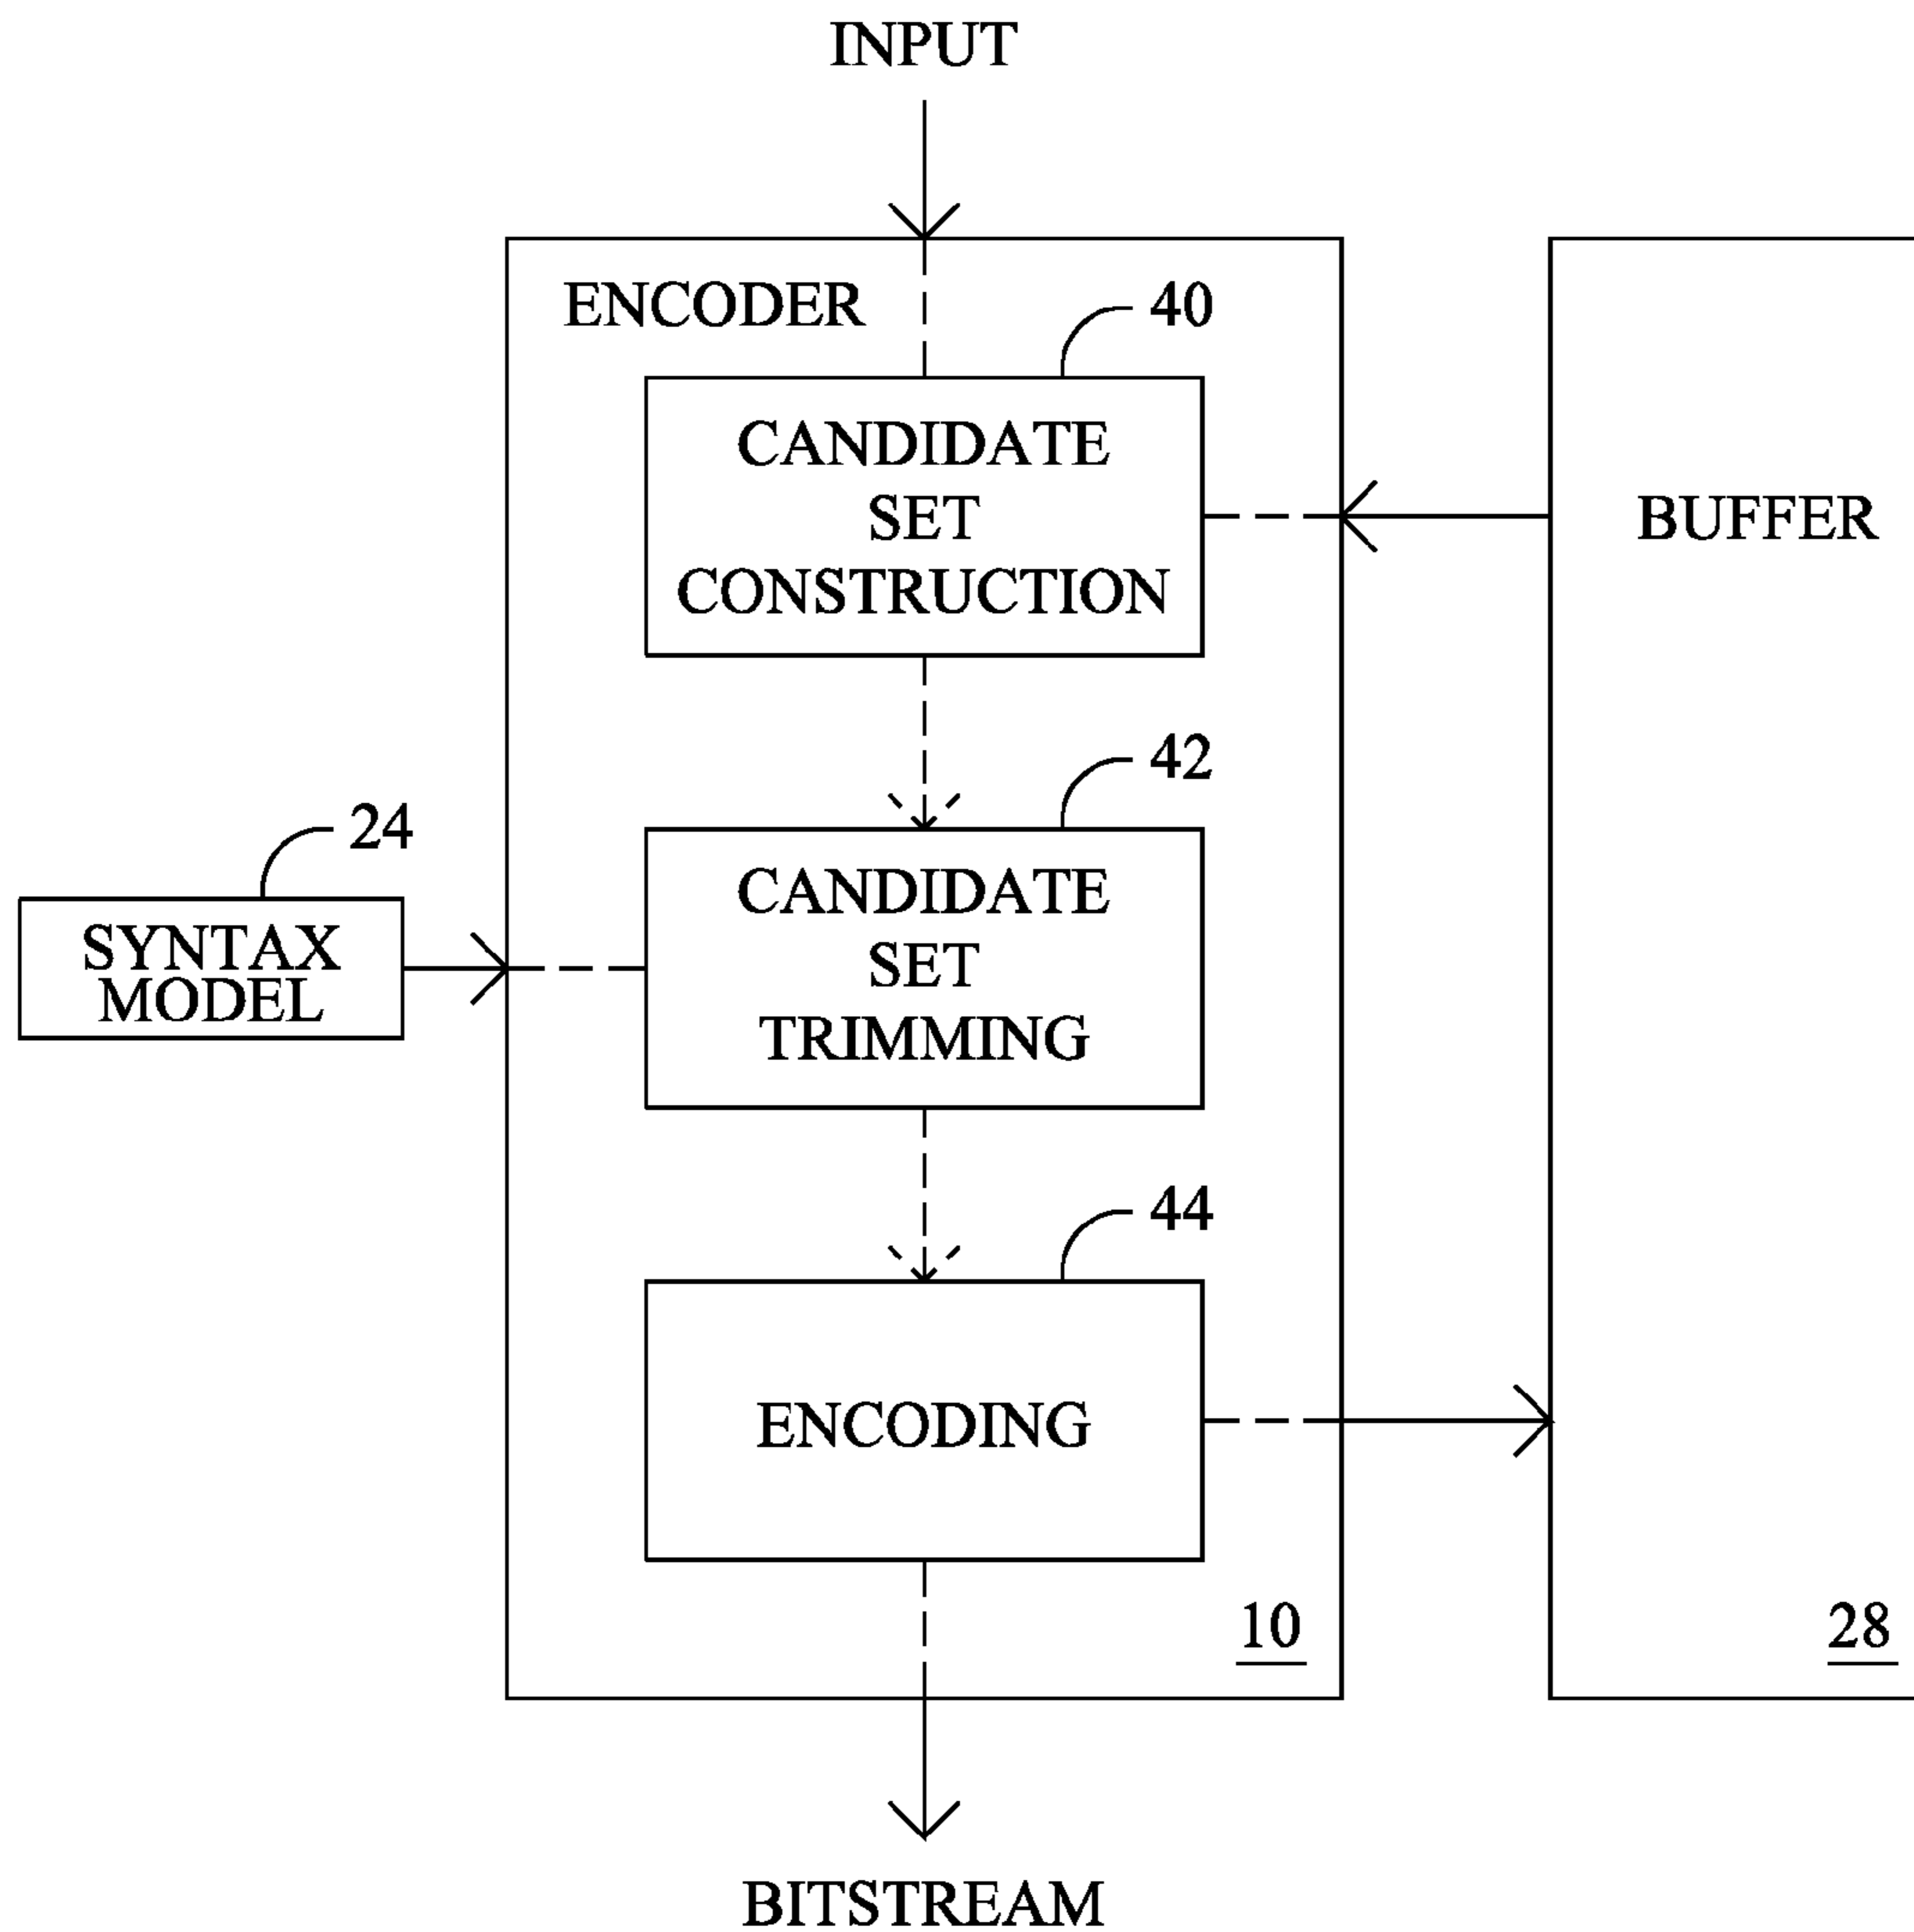 INPUT
ENCODER
40
CANDIDATE
SET
CONSTRUCTION
BUFFER
42
24
SYNTAX
MODEL
CANDIDATE
SET
TRIMMING
44
ENCODING
10
28
BITSTREAM